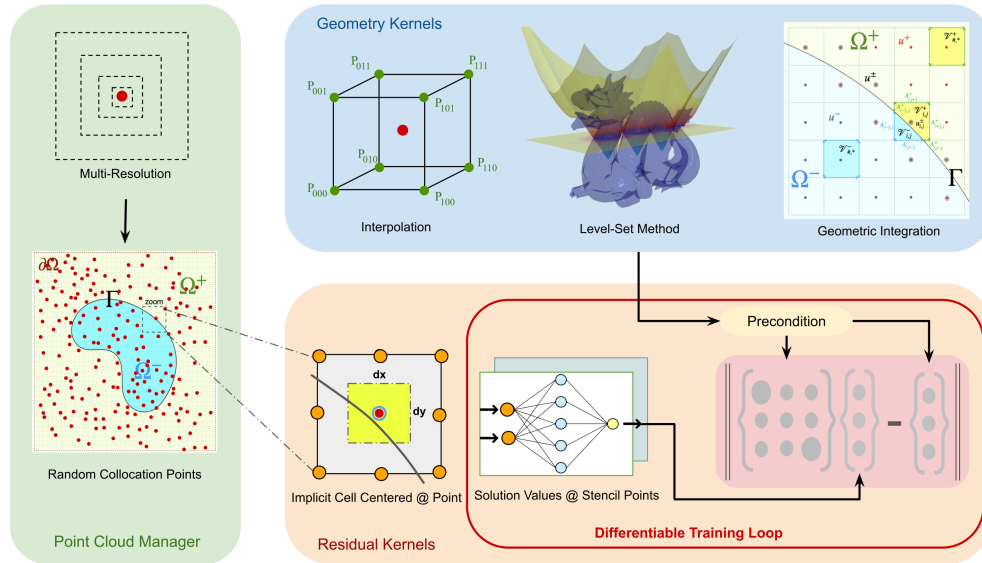 Multi-Resolution
∂Ω
Ω⁺
Γ
zoom
Ω⁻
Random Collocation Points
Point Cloud Manager
Geometry Kernels
P₀₁₁
P₁₁₁
P₀₀₁
P₁₀₁
P₀₁₀
P₁₁₀
P₀₀₀
P₁₀₀
Interpolation
Level-Set Method
Ω⁺
u⁺
u±
u⁻
Ω⁻
Γ
Geometric Integration
dx
dy
Implicit Cell Centered @ Point
Residual Kernels
Solution Values @ Stencil Points
Precondition
Differentiable Training Loop